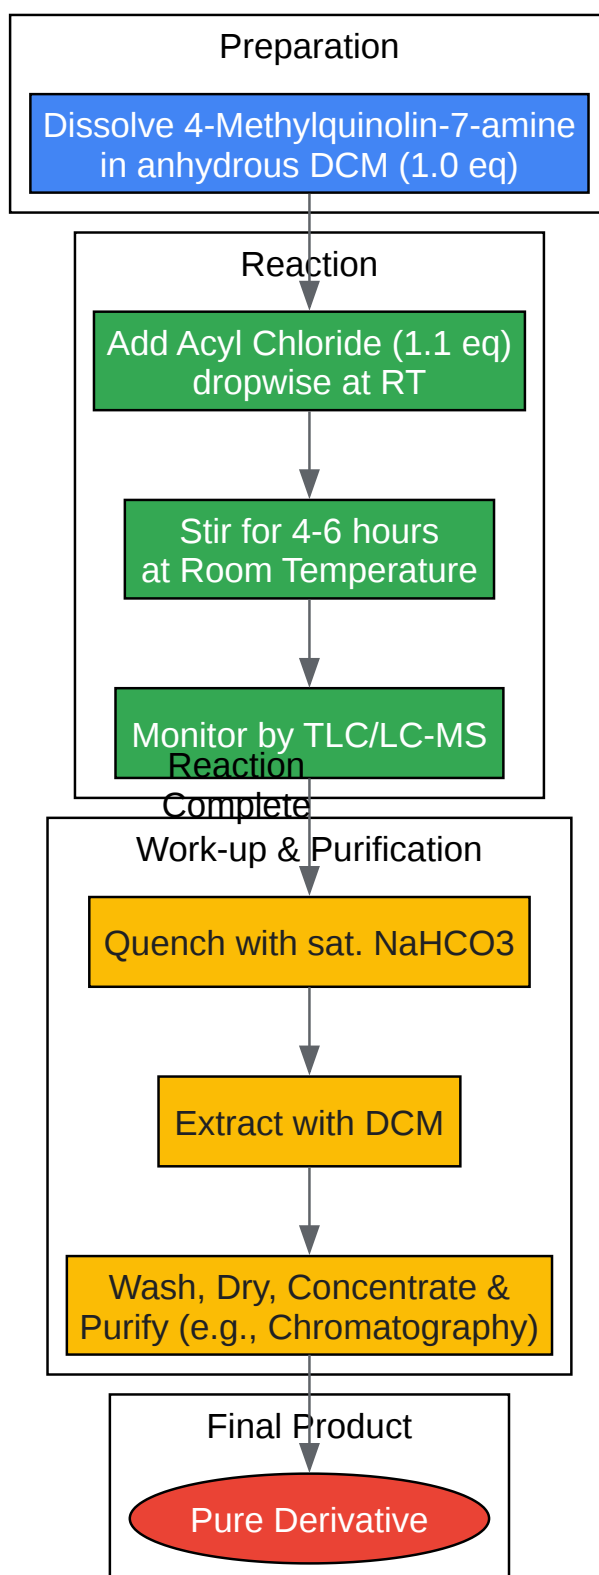 Preparation
Dissolve 4-Methylquinolin-7-amine
in anhydrous DCM (1.0 eq)
Reaction
Add Acyl Chloride (1.1 eq)
dropwise at RT
Stir for 4-6 hours
at Room Temperature
Monitor by TLC/LC-MS
Reaction
Complete
Work-up & Purification
Quench with sat. NaHCO3
Extract with DCM
Wash, Dry, Concentrate &
Purify (e.g., Chromatography)
Final Product
Pure Derivative